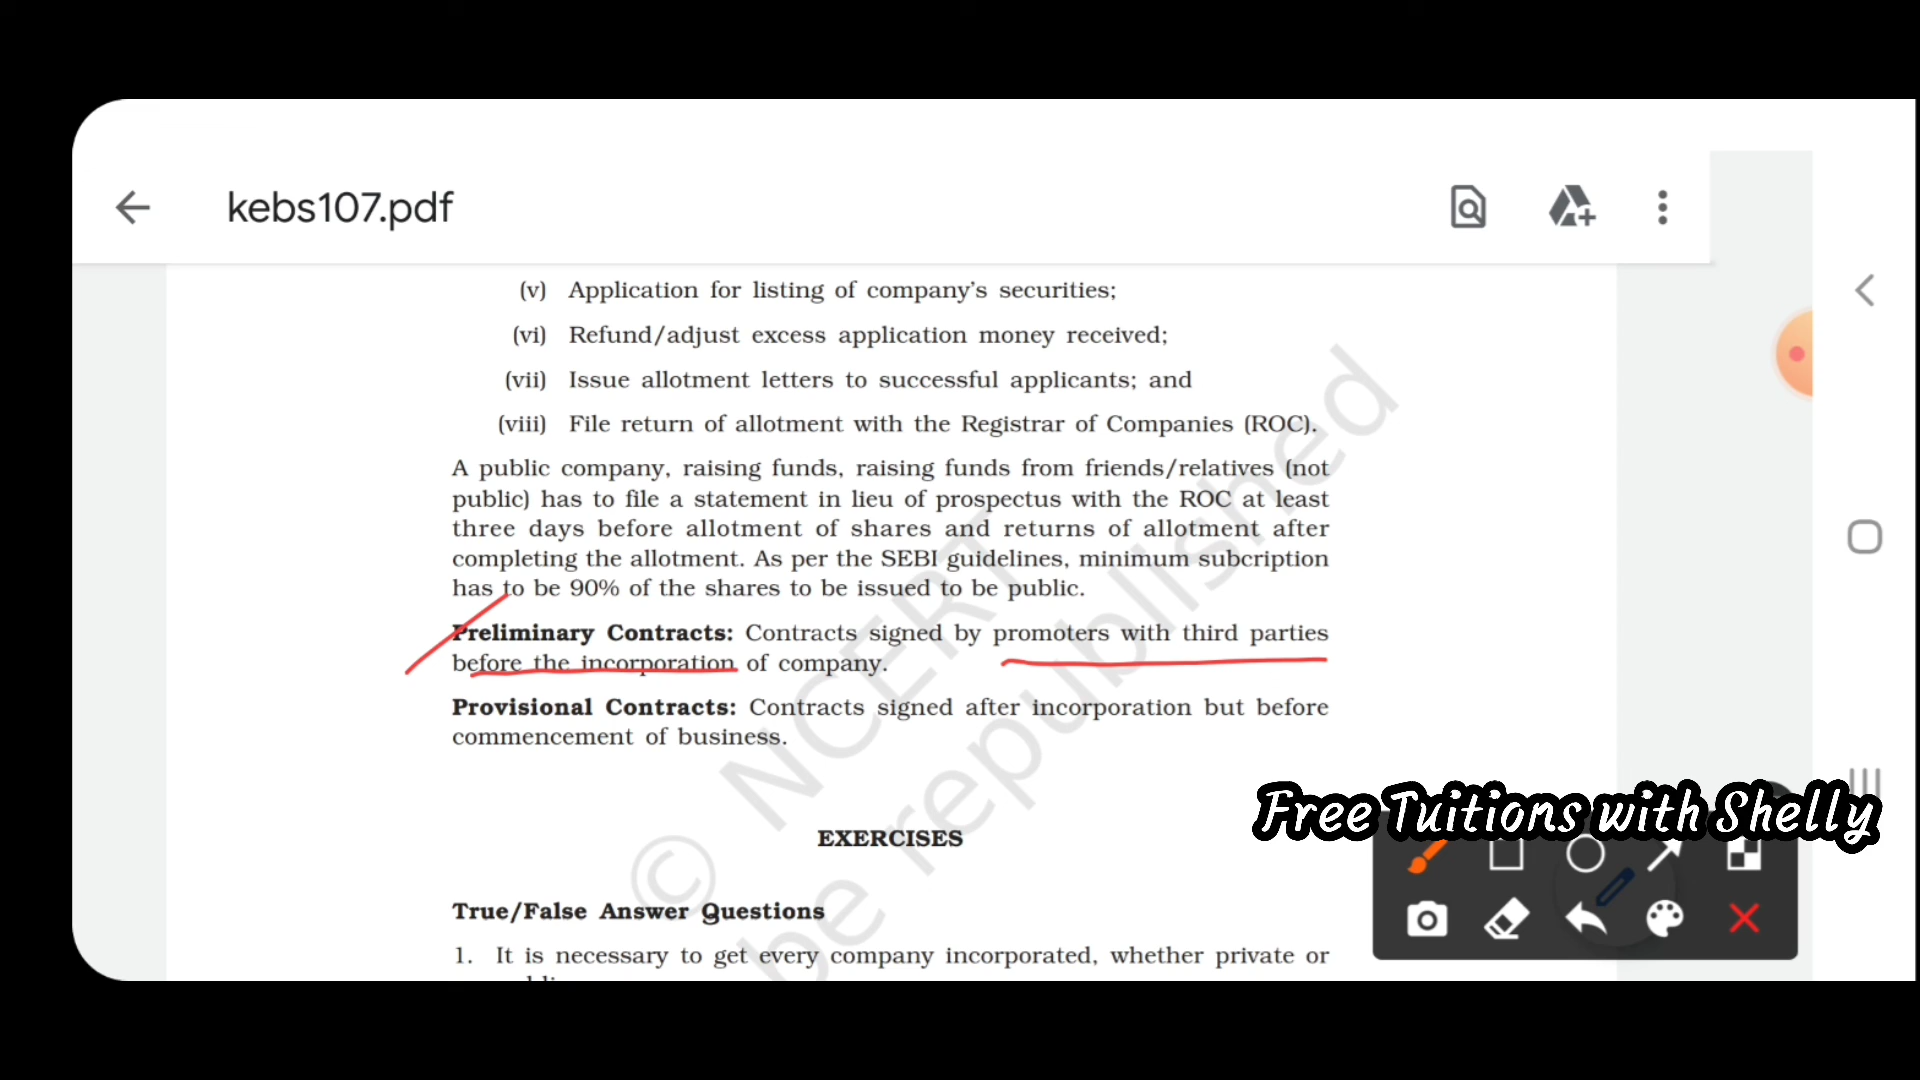 kebs107.pdf
(v) Application for listing of company’s securities;
(vi) Refund/adjust excess application money received;
(vii) Issue allotment letters to successful applicants; and
(viii) File return of allotment with the Registrar of Companies (ROC).
A public company, raising funds, raising funds from friends/relatives (not
public) has to file a statement in lieu of prospectus with the ROC at least
three days before allotment of shares and returns of allotment after
completing the allotment. As per the SEBI guidelines, minimum subcription
has to be 90% of the shares to be issued to be public.
Preliminary Contracts: Contracts signed by promoters with third parties
before the incorporation of company.
Provisional Contracts: Contracts signed after incorporation but before
commencement of business.
© NCERT
be republished
Free Tuitions with Shelly
EXERCISES
True/False Answer Questions
1. It is necessary to get every company incorporated, whether private or